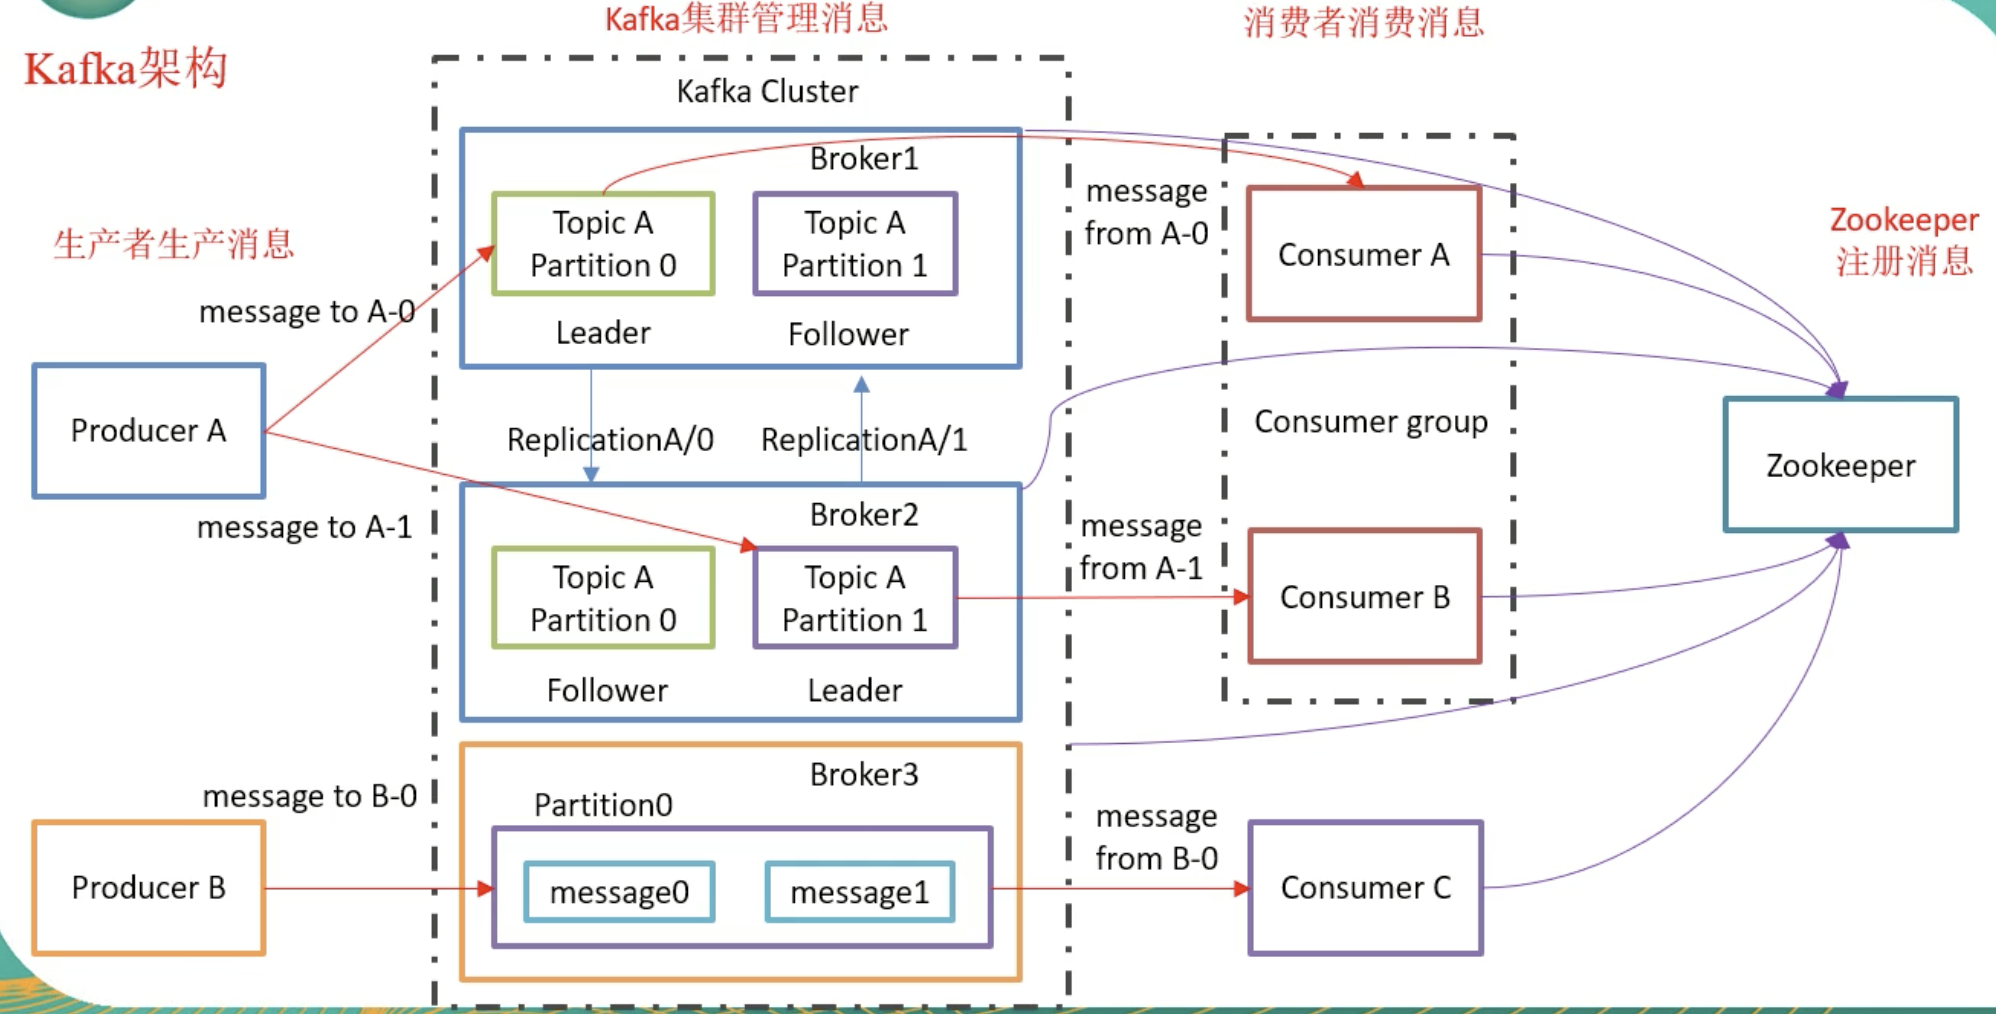 Kafka架构
Kafka集群管理消息
消费者消费消息
Kafka Cluster
生产者生产消息
Zookeeper
注册消息
Producer A
message to A-0
message to A-1
Broker1
Topic A
Partition 0
Leader
Topic A
Partition 1
Follower
ReplicationA/0
ReplicationA/1
Broker2
Topic A
Partition 0
Follower
Topic A
Partition 1
Leader
message
from A-0
Consumer A
Consumer group
message
from A-1
Consumer B
Zookeeper
Producer B
message to B-0
Broker3
Partition0
message0
message1
message
from B-0
Consumer C